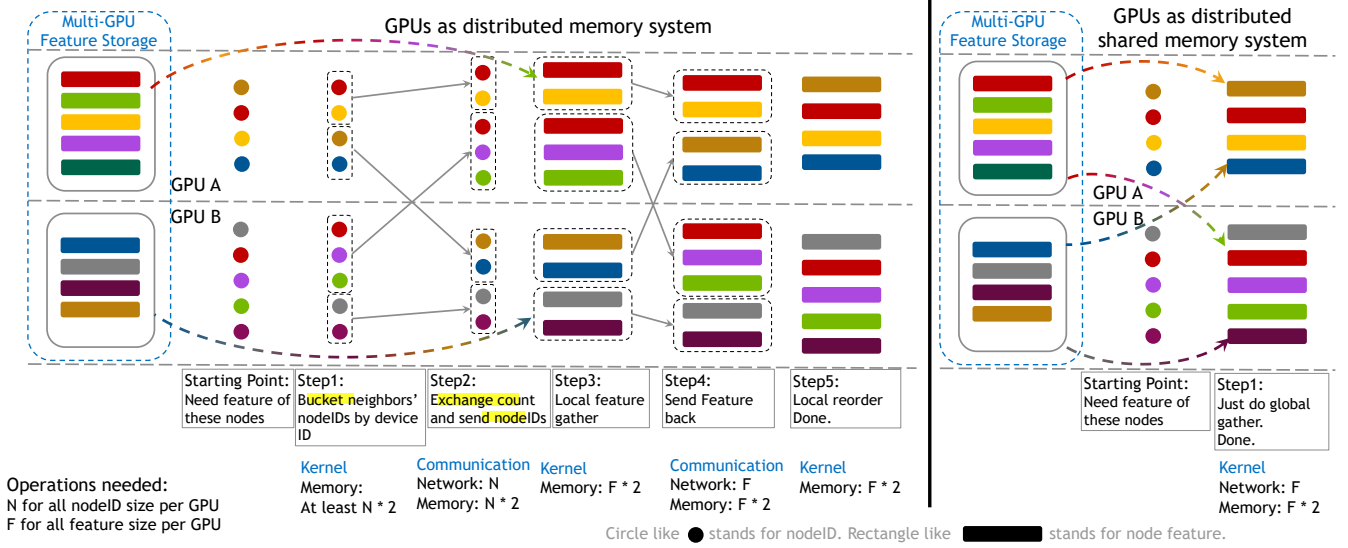 Multi-GPU
Feature Storage
GPUs as distributed memory system
GPU A
GPU B
Starting Point:
Need feature of
these nodes
Step1:
Bucket neighbors'
nodeIDs by device
ID
Step2:
Exchange count
and send nodeIDs
Step3:
Local feature
gather
Step4:
Send Feature
back
Step5:
Local reorder
Done.
Kernel
Memory:
At least N * 2
Communication
Network: N
Memory: N * 2
Kernel
Memory: F * 2
Communication
Network: F
Memory: F * 2
Kernel
Memory: F * 2
Operations needed:
N for all nodeID size per GPU
F for all feature size per GPU
Multi-GPU
Feature Storage
GPUs as distributed
shared memory system
GPU A
GPU B
Starting Point:
Need feature of
these nodes
Step1:
Just do global
gather.
Done.
Kernel
Network: F
Memory: F * 2
Circle like stands for nodeID. Rectangle like stands for node feature.